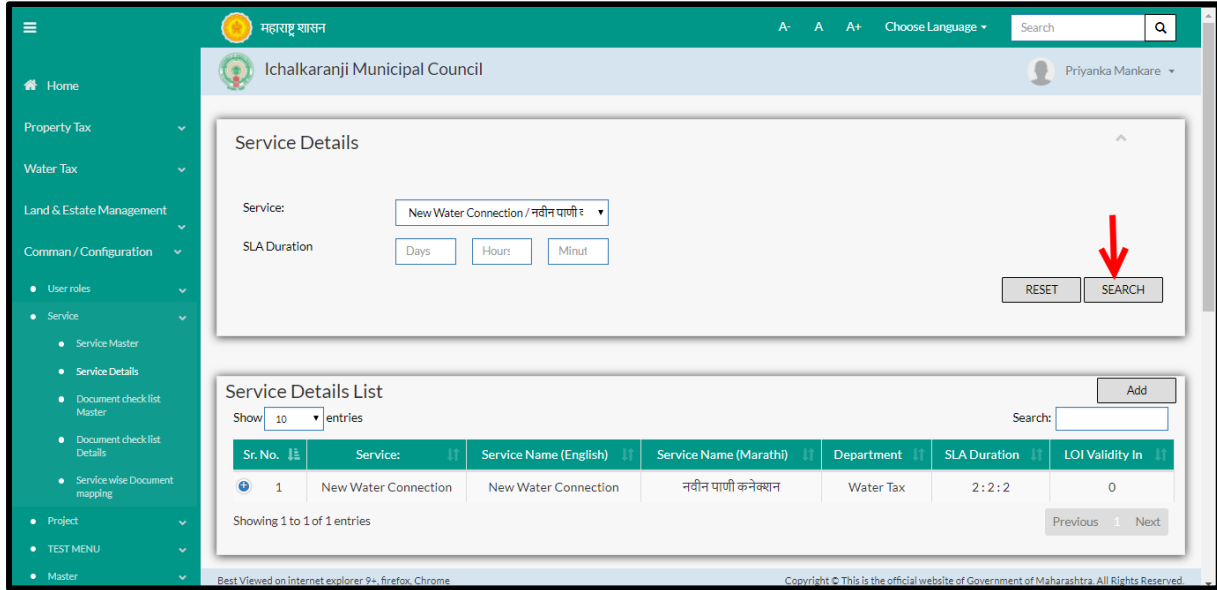 महाराष्ट्र शासन
A- A A+ Choose Language Search
Ichalkaranji Municipal Council
Priyanka Mankare
Home
Property Tax
Water Tax
Land & Estate Management
Comman / Configuration
User roles
Service
Service Master
Service Details
Document check list
Master
Document check list
Details
Service wise Document
mapping
Project
TEST MENU
Master
Service Details
Service: New Water Connection / नवीन पाणी
SLA Duration Days Hours Minut
RESET SEARCH
Service Details List
Add
Show 10 entries
Search:
Sr. No. Service: Service Name (English) Service Name (Marathi) Department SLA Duration LOI Validity In
1 New Water Connection New Water Connection नवीन पाणी कनेक्शन Water Tax 2 : 2 : 2 0
Showing 1 to 1 of 1 entries
Previous 1 Next
Best Viewed on internet explorer 9+, firefox, Chrome
Copyright © This is the official website of Government of Maharashtra. All Rights Reserved.